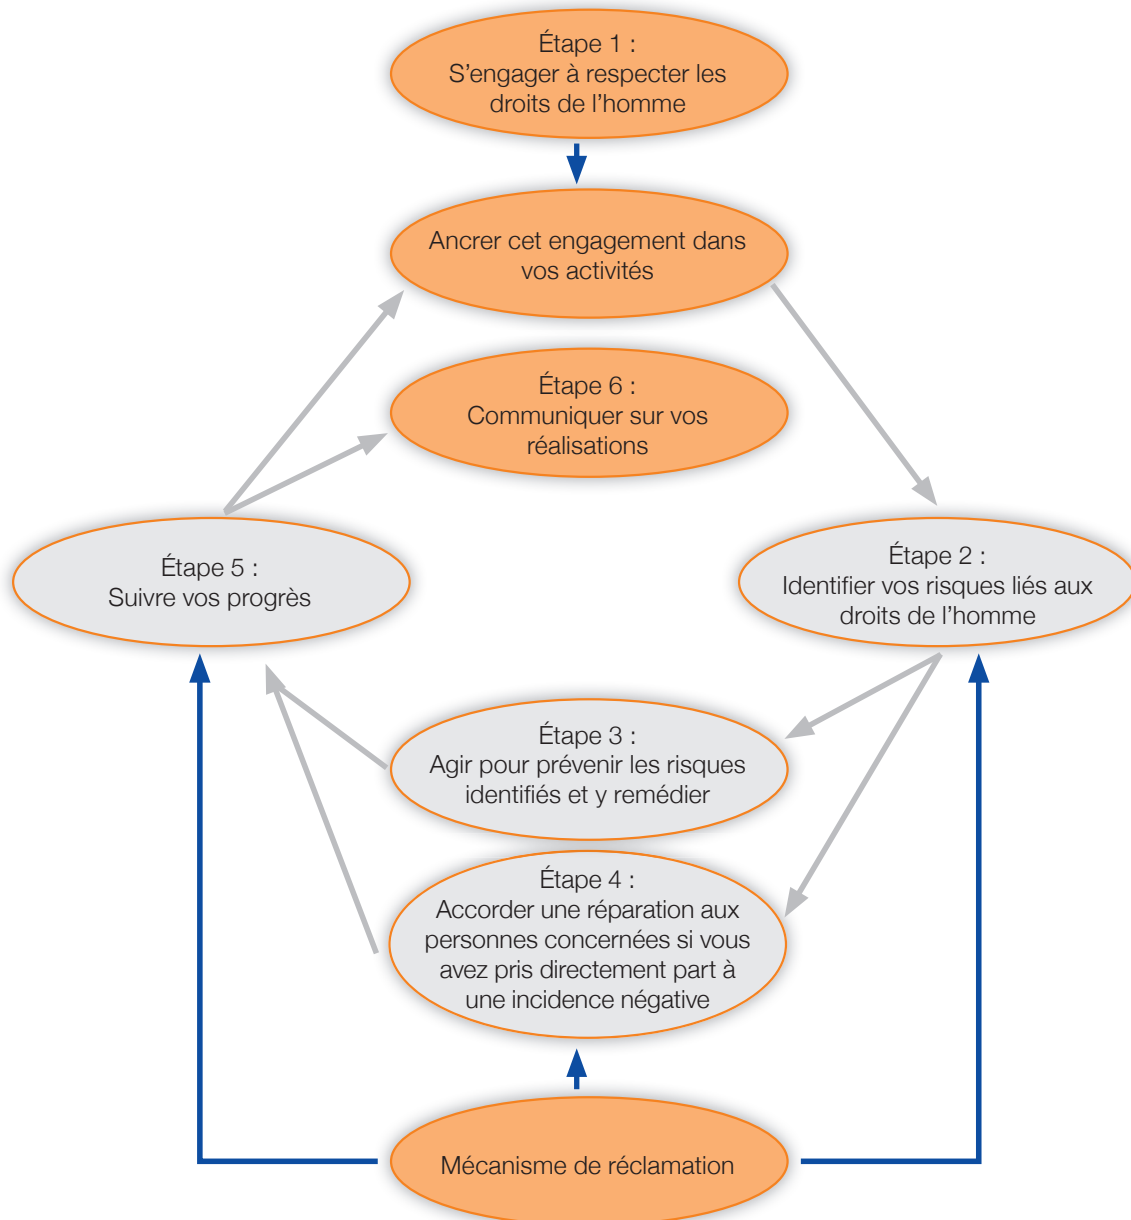 Étape 1 :
S’engager à respecter les
droits de l’homme
Ancrer cet engagement dans
vos activités
Étape 6 :
Communiquer sur vos
réalisations
Étape 5 :
Suivre vos progrès
Étape 2 :
Identifier vos risques liés aux
droits de l’homme
Étape 3 :
Agir pour prévenir les risques
identifiés et y remédier
Étape 4 :
Accorder une réparation aux
personnes concernées si vous
avez pris directement part à
une incidence négative
Mécanisme de réclamation